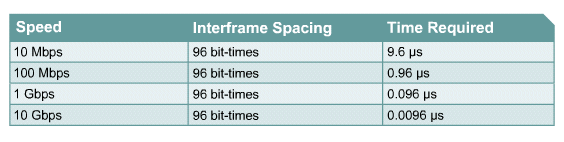 Speed Interframe Spacing Time Required
10 Mbps 96 bit-times 9.6 µs
100 Mbps 96 bit-times 0.96 µs
1 Gbps 96 bit-times 0.096 µs
10 Gbps 96 bit-times 0.0096 µs